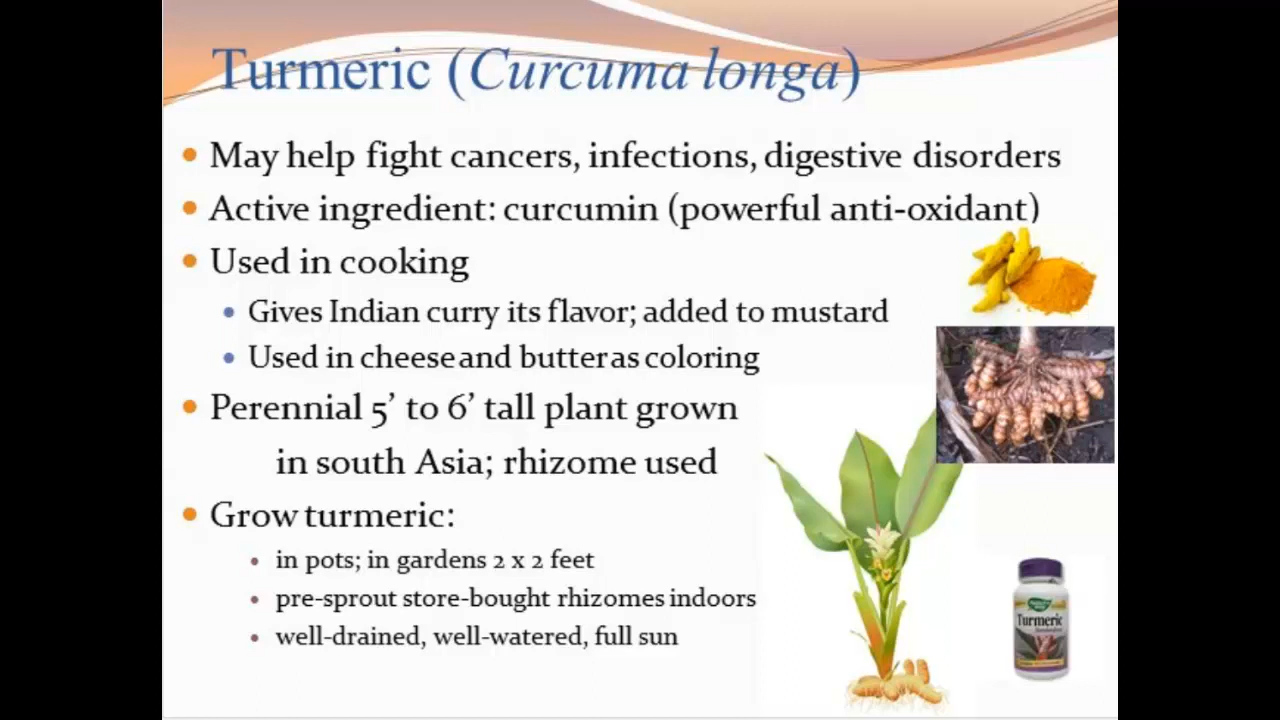 Turmeric (Curcuma longa)
• May help fight cancers, infections, digestive disorders
• Active ingredient: curcumin (powerful anti-oxidant)
• Used in cooking
• Gives Indian curry its flavor; added to mustard
• Used in cheese and butter as coloring
• Perennial 5’ to 6’ tall plant grown
in south Asia; rhizome used
• Grow turmeric:
• in pots; in gardens 2 x 2 feet
• pre-sprout store-bought rhizomes indoors
• well-drained, well-watered, full sun
Turmeric